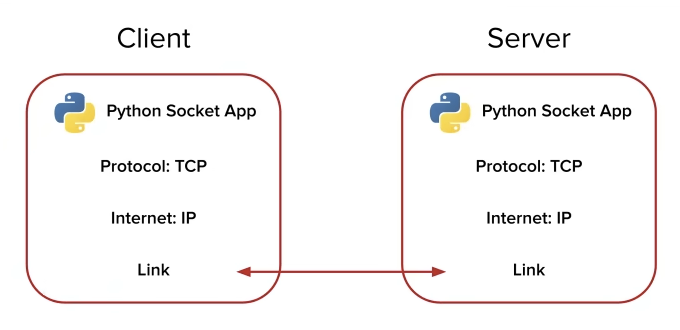 Client
Server
Python Socket App
Protocol: TCP
Internet: IP
Link
Python Socket App
Protocol: TCP
Internet: IP
Link